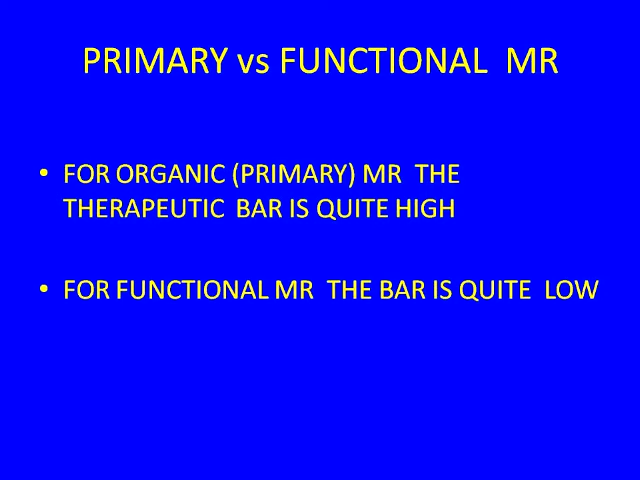 PRIMARY vs FUNCTIONAL MR
• FOR ORGANIC (PRIMARY) MR THE
THERAPEUTIC BAR IS QUITE HIGH
• FOR FUNCTIONAL MR THE BAR IS QUITE LOW